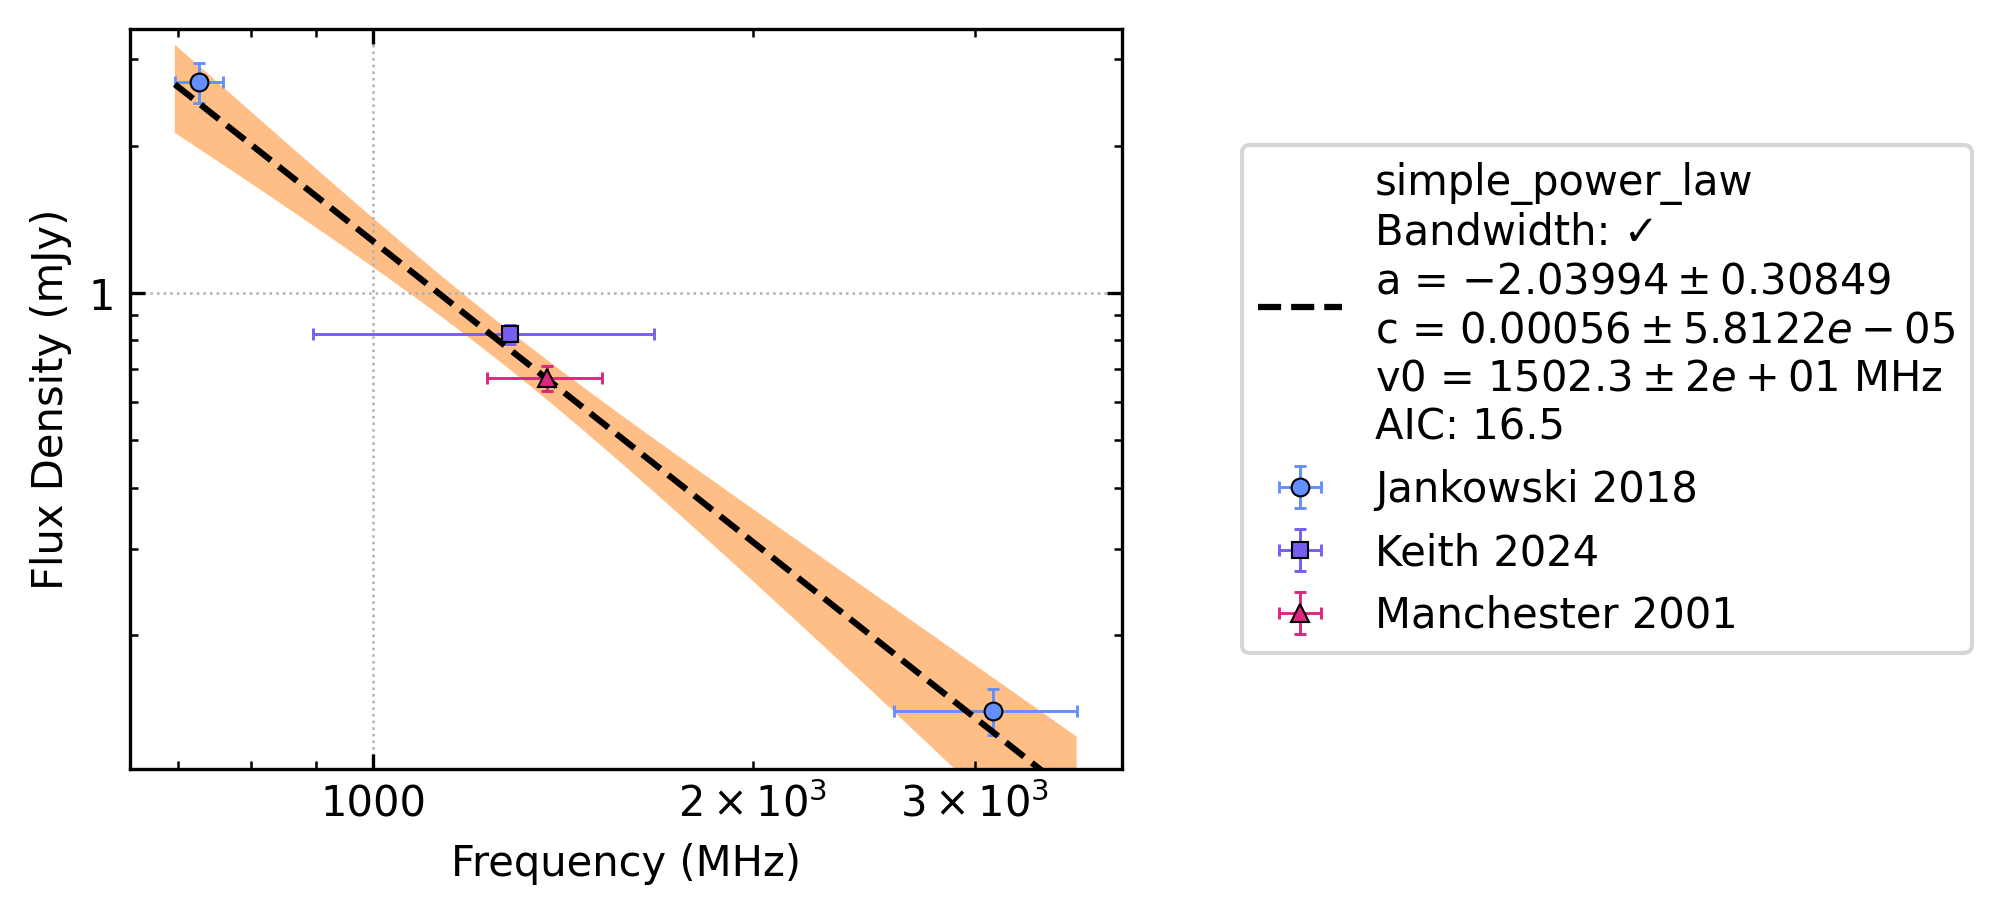 Flux Density (mJy)
1
1000
2 × 10³
3 × 10³
Frequency (MHz)
simple_power_law
Bandwidth: ✓
a = −2.03994 ± 0.30849
c = 0.00056 ± 5.8122e − 05
v0 = 1502.3 ± 2e + 01 MHz
AIC: 16.5
Jankowski 2018
Keith 2024
Manchester 2001